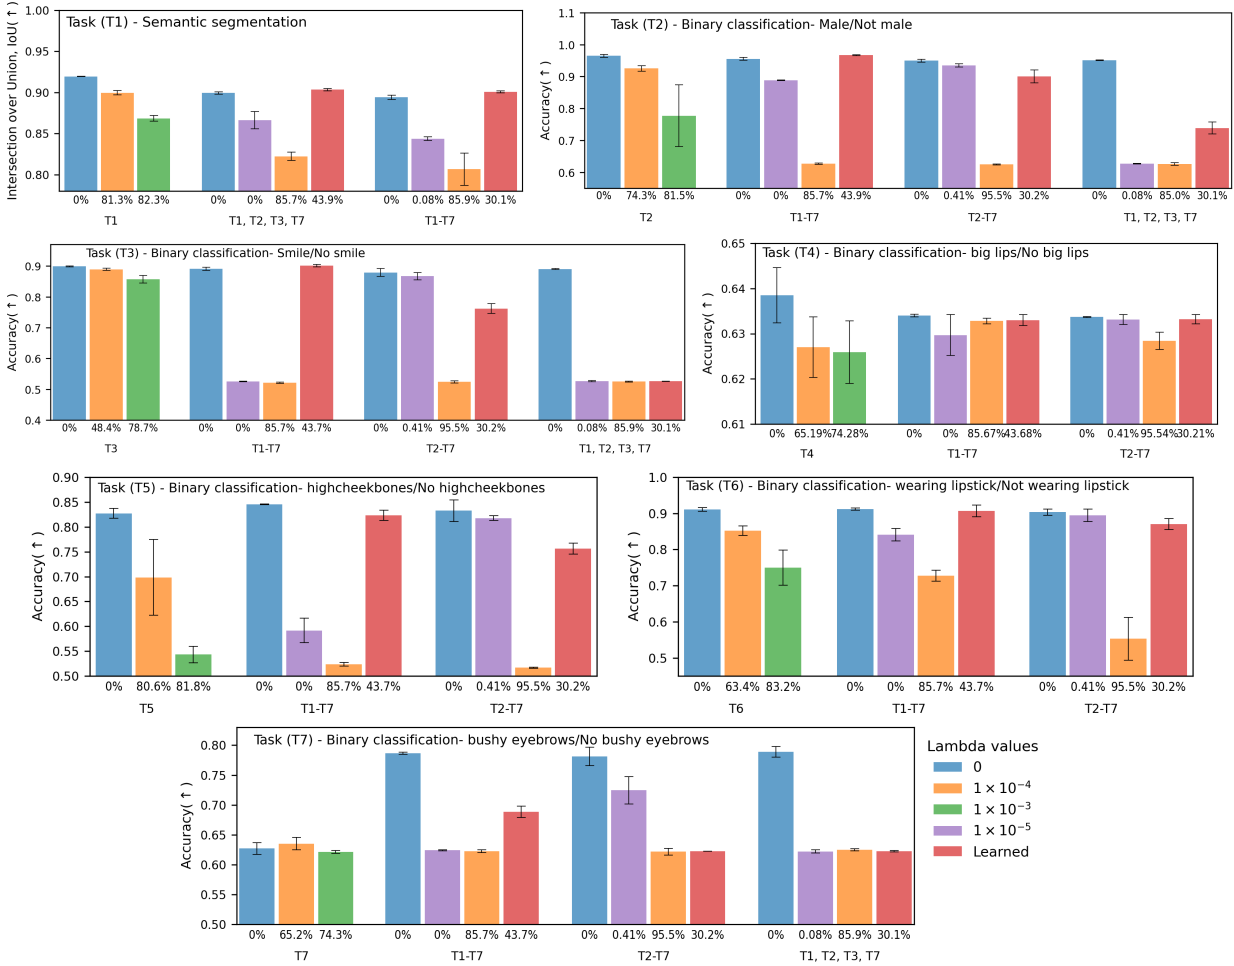 Task (T1) - Semantic segmentation
Intersection over Union, IoU(↑)
1.00
0.95
0.90
0.85
0.80
0% 81.3% 82.3% 0% 0% 85.7% 43.9% 0% 0.08% 85.9% 30.1%
T1 T1, T2, T3, T7 T1-T7
Task (T2) - Binary classification- Male/Not male
Accuracy(↑)
1.1
1.0
0.9
0.8
0.7
0.6
0% 74.3% 81.5% 0% 0% 85.7% 43.9% 0% 0.41% 95.5% 30.2% 0% 0.08% 85.0% 30.1%
T2 T1-T7 T2-T7 T1, T2, T3, T7
Task (T3) - Binary classification- Smile/No smile
Accuracy(↑)
0.9
0.8
0.7
0.6
0.5
0.4
0% 48.4% 78.7% 0% 0% 85.7% 43.7% 0% 0.41% 95.5% 30.2% 0% 0.08% 85.9% 30.1%
T3 T1-T7 T2-T7 T1, T2, T3, T7
Task (T4) - Binary classification- big lips/No big lips
Accuracy(↑)
0.65
0.64
0.63
0.62
0.61
0% 65.19% 74.28% 0% 0% 85.67% 43.68% 0% 0.41% 95.54% 30.21%
T4 T1-T7 T2-T7
Task (T5) - Binary classification- highcheekbones/No highcheekbones
Accuracy(↑)
0.90
0.85
0.80
0.75
0.70
0.65
0.60
0.55
0.50
0% 80.6% 81.8% 0% 0% 85.7% 43.7% 0% 0.41% 95.5% 30.2%
T5 T1-T7 T2-T7
Task (T6) - Binary classification- wearing lipstick/Not wearing lipstick
Accuracy(↑)
1.0
0.9
0.8
0.7
0.6
0.5
0% 63.4% 83.2% 0% 0% 85.7% 43.7% 0% 0.41% 95.5% 30.2%
T6 T1-T7 T2-T7
Task (T7) - Binary classification- bushy eyebrows/No bushy eyebrows
Accuracy(↑)
0.80
0.75
0.70
0.65
0.60
0.55
0.50
0% 65.2% 74.3% 0% 0% 85.7% 43.7% 0% 0.41% 95.5% 30.2% 0% 0.08% 85.9% 30.1%
T7 T1-T7 T2-T7 T1, T2, T3, T7
Lambda values
0
1 × 10⁻⁴
1 × 10⁻³
1 × 10⁻⁵
Learned